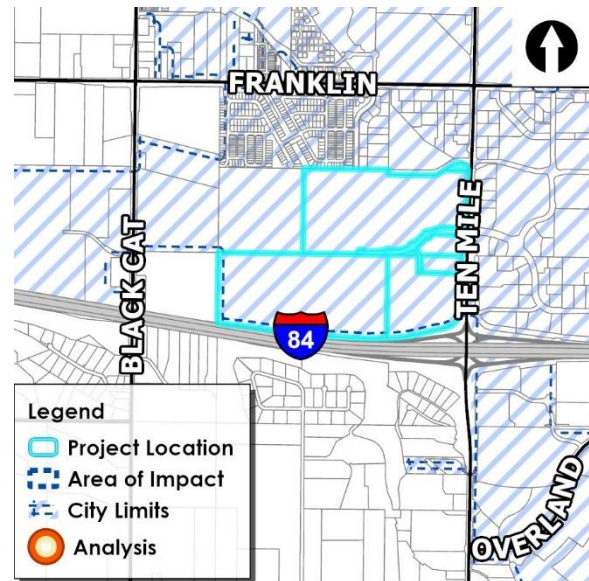 FRANKLIN
BLACK CAT
TEN MILE
84
OVERLAND
Legend
Project Location
Area of Impact
City Limits
Analysis